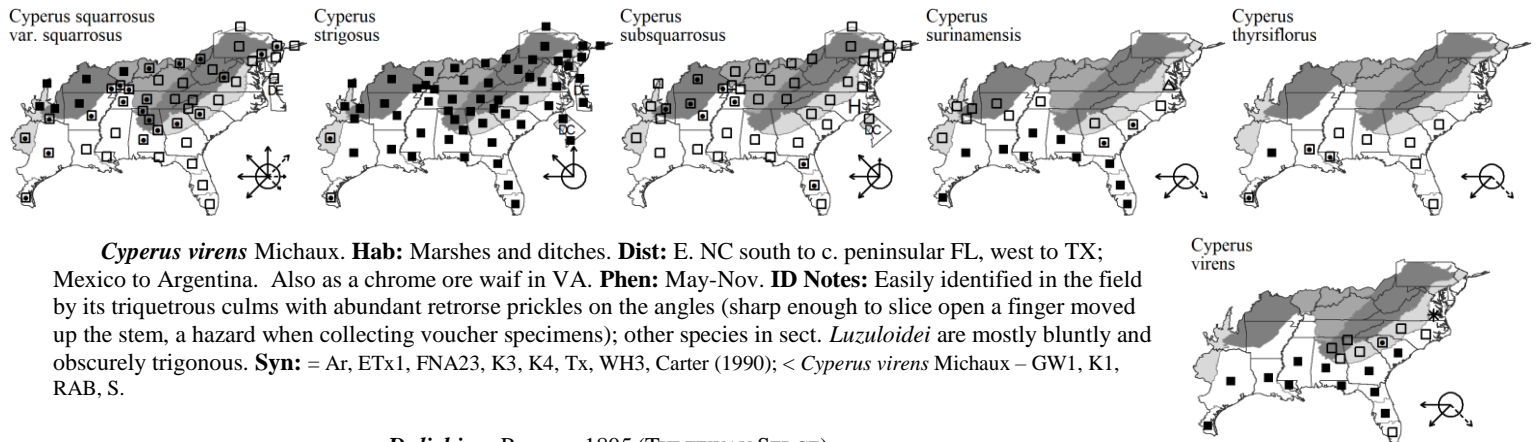 Cyperus squarrosus
var. squarrosus
Cyperus
strigosus
Cyperus
subsquarrosus
Cyperus
surinamensis
Cyperus
thyrsiflorus
DE
DE
DC
H
DC
Cyperus virens Michaux. Hab: Marshes and ditches. Dist: E. NC south to c. peninsular FL, west to TX;
Mexico to Argentina. Also as a chrome ore waif in VA. Phen: May-Nov. ID Notes: Easily identified in the field
by its triquetrous culms with abundant retrorse prickles on the angles (sharp enough to slice open a finger moved
up the stem, a hazard when collecting voucher specimens); other species in sect. Luzuloidei are mostly bluntly and
obscurely trigonous. Syn: = Ar, ETx1, FNA23, K3, K4, Tx, WH3, Carter (1990); < Cyperus virens Michaux – GW1, K1,
RAB, S.
Cyperus
virens